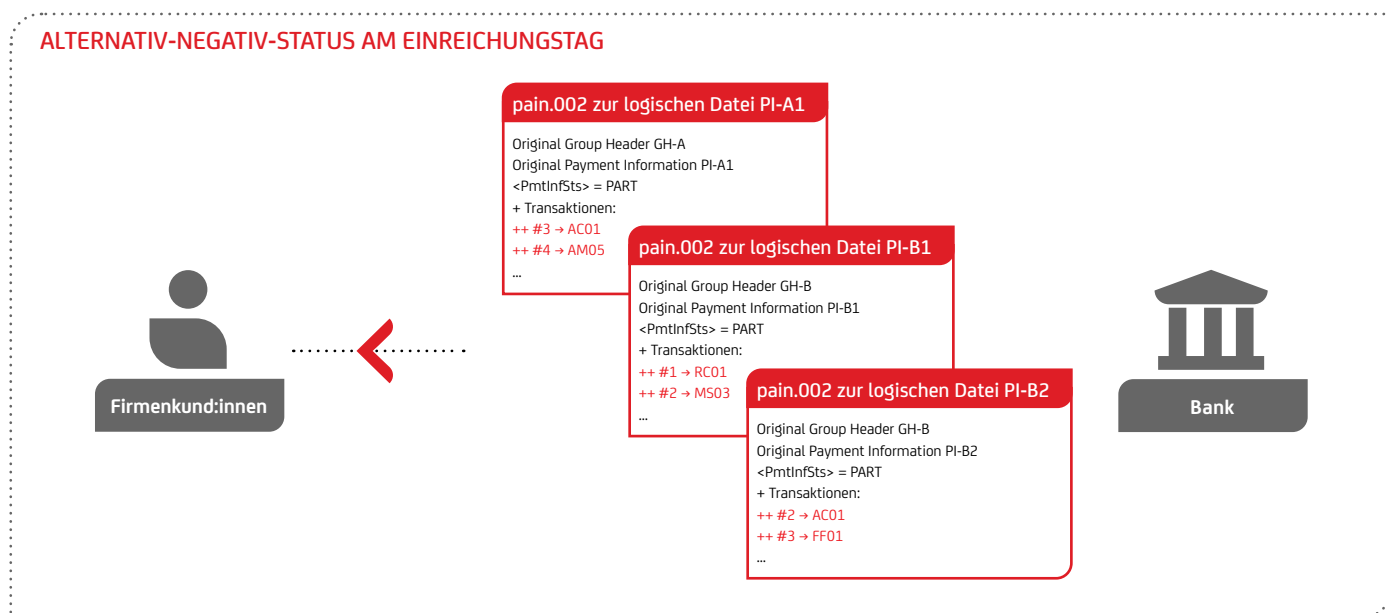 ALTERNATIV-NEGATIV-STATUS AM EINREICHUNGSTAG
pain.002 zur logischen Datei PI-A1
Original Group Header GH-A
Original Payment Information PI-A1
<PmtInfSts> = PART
+ Transaktionen:
++ #3 → AC01
++ #4 → AM05
...
pain.002 zur logischen Datei PI-B1
Original Group Header GH-B
Original Payment Information PI-B1
<PmtInfSts> = PART
+ Transaktionen:
++ #1 → RC01
++ #2 → MS03
...
pain.002 zur logischen Datei PI-B2
Original Group Header GH-B
Original Payment Information PI-B2
<PmtInfSts> = PART
+ Transaktionen:
++ #2 → AC01
++ #3 → FF01
...
Firmenkund:innen
Bank